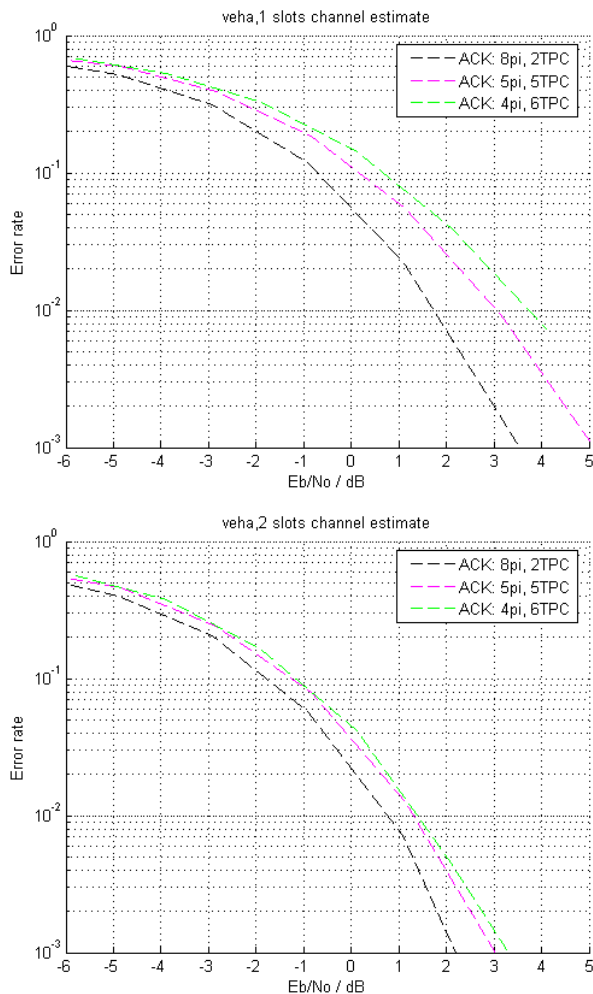 veha,1 slots channel estimate
10^0
10^-1
10^-2
10^-3
Error rate
ACK: 8pi, 2TPC
ACK: 5pi, 5TPC
ACK: 4pi, 6TPC
-6 -5 -4 -3 -2 -1 0 1 2 3 4 5
Eb/No / dB
veha,2 slots channel estimate
10^0
10^-1
10^-2
10^-3
Error rate
ACK: 8pi, 2TPC
ACK: 5pi, 5TPC
ACK: 4pi, 6TPC
-6 -5 -4 -3 -2 -1 0 1 2 3 4 5
Eb/No / dB